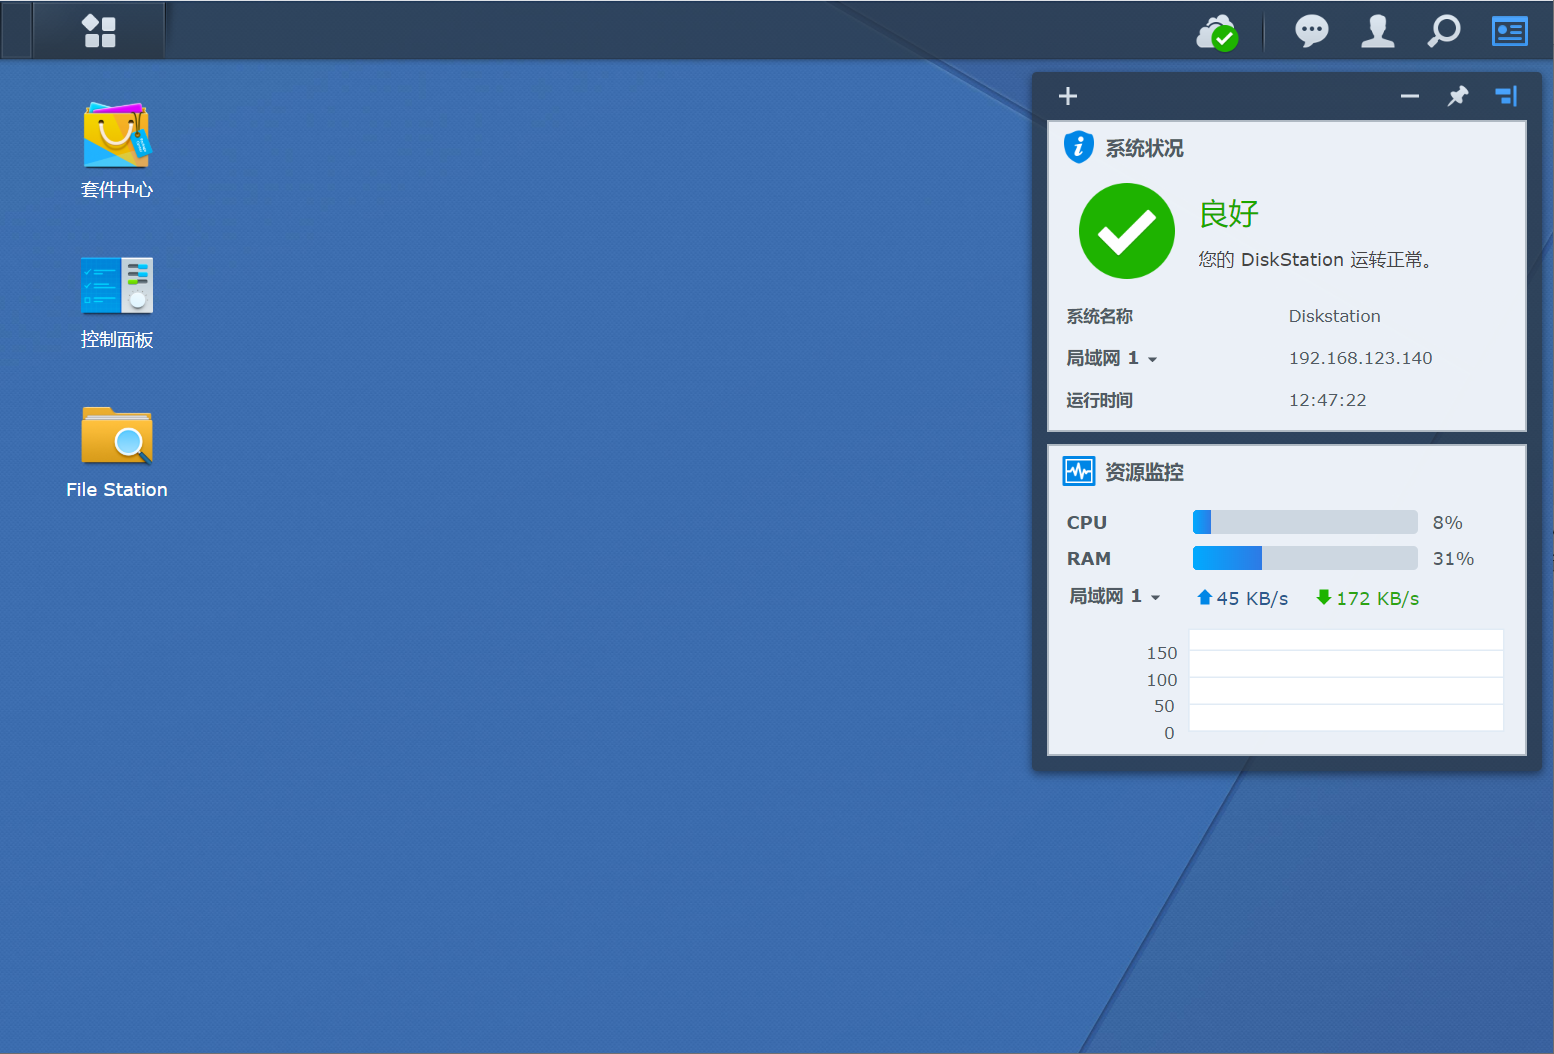 套件中心
控制面板
File Station
系统状况
良好
您的 DiskStation 运转正常。
系统名称 Diskstation
局域网 1 192.168.123.140
运行时间 12:47:22
资源监控
CPU 8%
RAM 31%
局域网 1 45 KB/s 172 KB/s
150
100
50
0